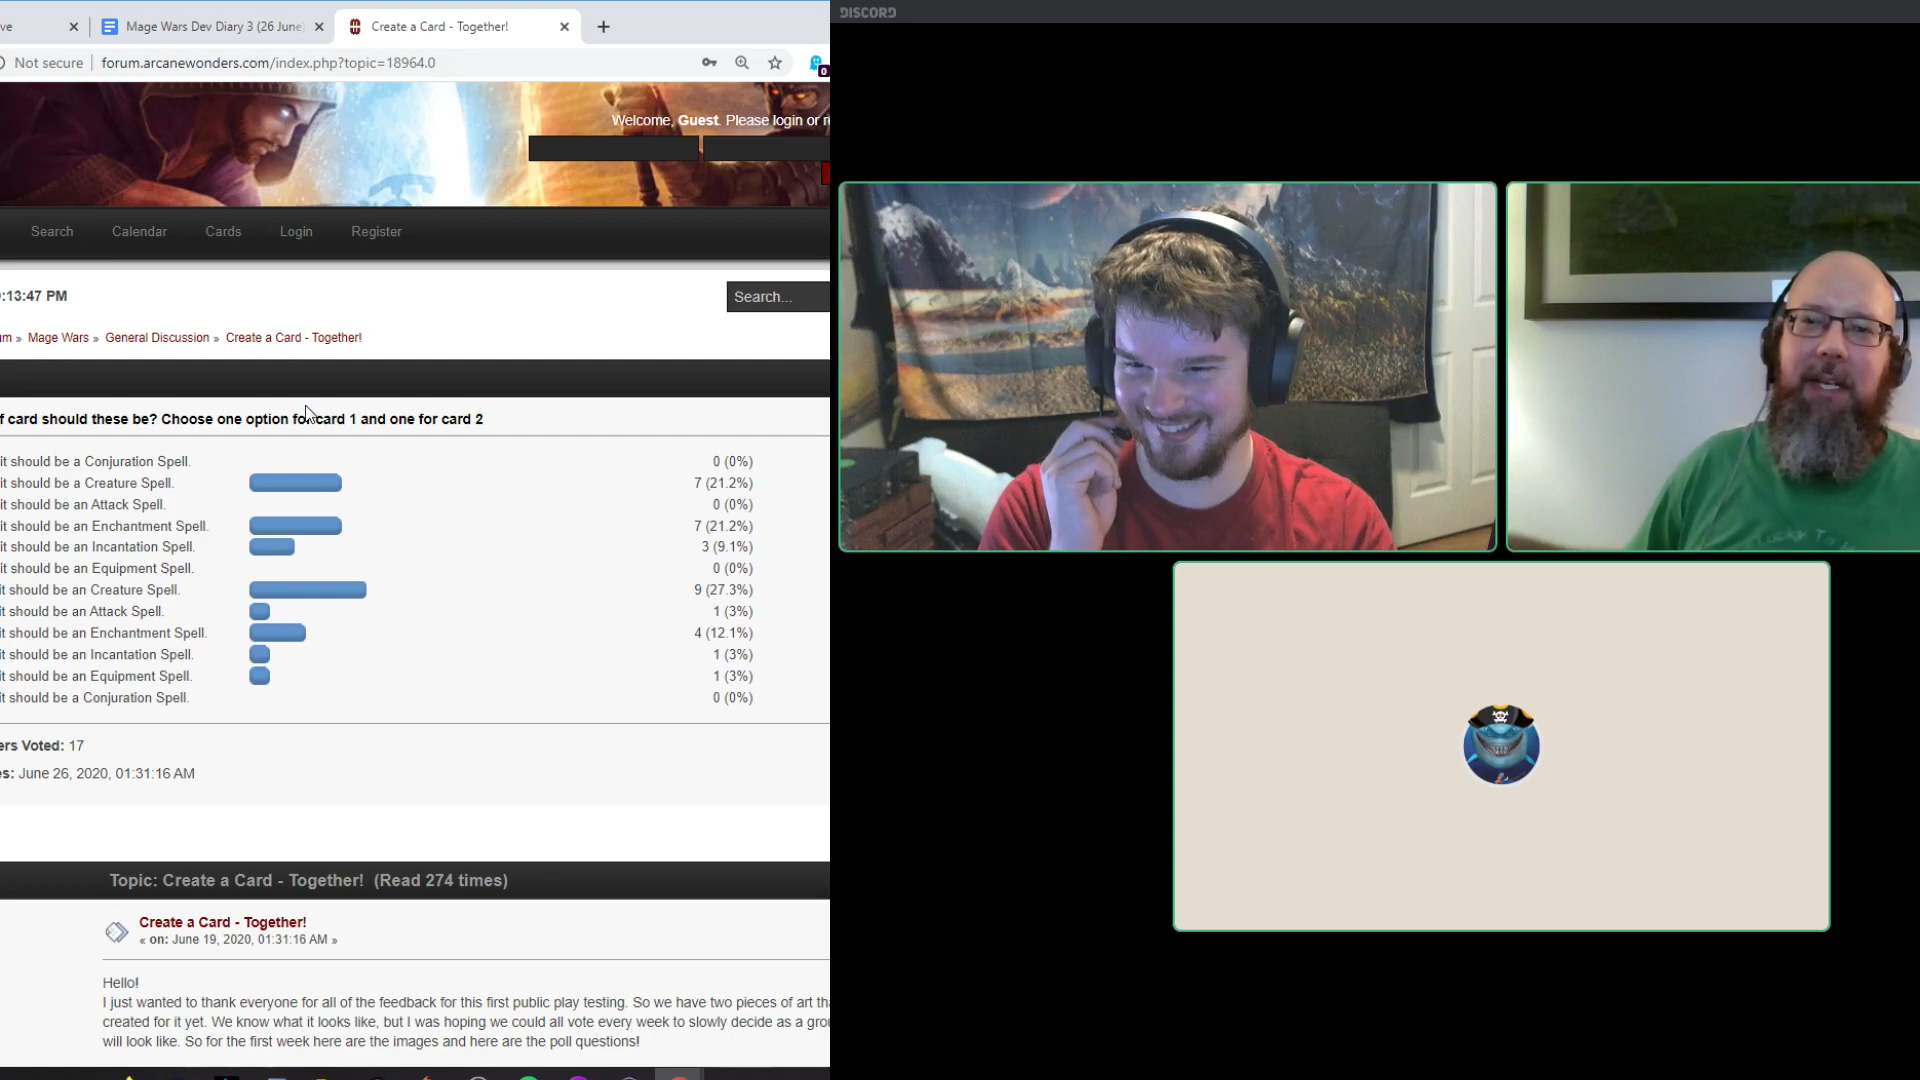 ve
Mage Wars Dev Diary 3 (26 June
Create a Card - Together!
Not secure
forum.arcanewonders.com/index.php?topic=18964.0
0
Welcome, Guest. Please login or r
Search
Calendar
Cards
Login
Register
:13:47 PM
Search...
um » Mage Wars » General Discussion » Create a Card - Together!
f card should these be? Choose one option for card 1 and one for card 2
it should be a Conjuration Spell. 0 (0%)
it should be a Creature Spell. 7 (21.2%)
it should be an Attack Spell. 0 (0%)
it should be an Enchantment Spell. 7 (21.2%)
it should be an Incantation Spell. 3 (9.1%)
it should be an Equipment Spell. 0 (0%)
it should be an Creature Spell. 9 (27.3%)
it should be an Attack Spell. 1 (3%)
it should be an Enchantment Spell. 4 (12.1%)
it should be an Incantation Spell. 1 (3%)
it should be an Equipment Spell. 1 (3%)
it should be a Conjuration Spell. 0 (0%)
ers Voted: 17
es: June 26, 2020, 01:31:16 AM
Topic: Create a Card - Together! (Read 274 times)
Create a Card - Together!
« on: June 19, 2020, 01:31:16 AM »
Hello!
I just wanted to thank everyone for all of the feedback for this first public play testing. So we have two pieces of art tha
created for it yet. We know what it looks like, but I was hoping we could all vote every week to slowly decide as a grou
will look like. So for the first week here are the images and here are the poll questions!
DISCORD